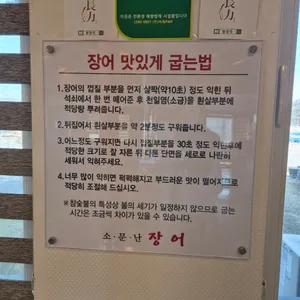 장어 맛있게 굽는법
1.장어의 껍질 부분을 먼저 살짝(약10초) 정도 익힌 뒤
석쇠에서 한 번 떼어준 후 천일염(소금)을 흰살부분에
적당량 뿌려줍니다.
2.뒤집어서 흰살부분을 약 2분정도 구워줍니다.
3.어느정도 구워지면 다시 껍질부분을 30초 정도 익힌후에
적당한 크기로 잘 자른 뒤 다른 단면을 세로로 나란히
세워서 익혀주세요.
4.너무 많이 익히면 퍽퍽해지고 부드러운 맛이 떨어지므로
적당히 조절해 드십시오.
※참숯불의 특성상 불의 세기가 일정하지 않으므로 굽는
시간은 조금씩 차이가 있을 수 있습니다.
소·문·난 장어